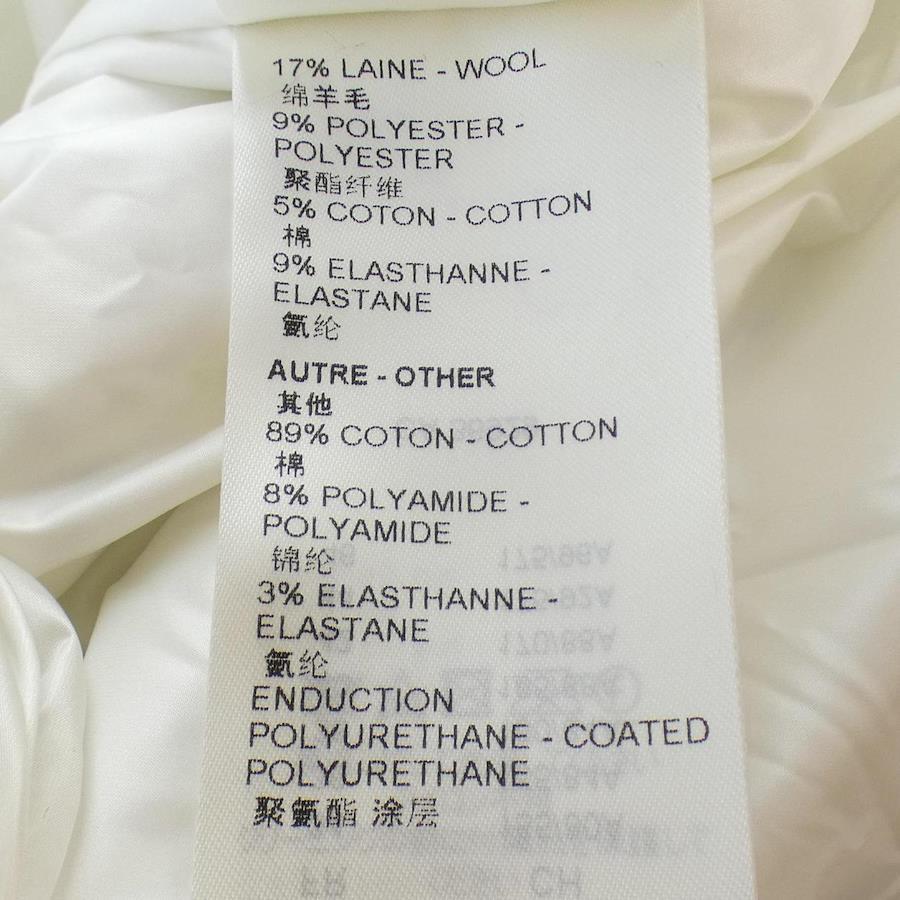 17% LAINE - WOOL
绵羊毛
9% POLYESTER -
POLYESTER
聚酯纤维
5% COTON - COTTON
棉
9% ELASTHANNE -
ELASTANE
氨纶
AUTRE - OTHER
其他
89% COTON - COTTON
棉
8% POLYAMIDE -
POLYAMIDE
锦纶
3% ELASTHANNE -
ELASTANE
氨纶
ENDUCTION
POLYURETHANE - COATED
POLYURETHANE
聚氨酯 涂层